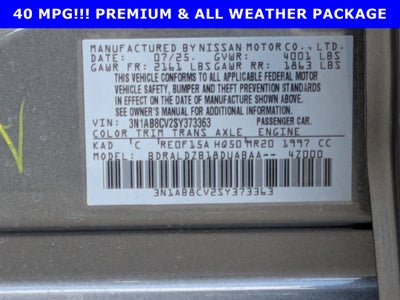 40 MPG!!! PREMIUM & ALL WEATHER PACKAGE
MANUFACTURED BY NISSAN MOTOR CO., LTD.
DATE: 07/25. GVWR: 4001 LBS
GAWR FR: 2161 LBS GAWR RR: 1863 LBS
THIS VEHICLE CONFORMS TO ALL APPLICABLE FEDERAL MOTOR
VEHICLE SAFETY, BUMPER, AND THEFT PREVENTION STANDARDS
IN EFFECT ON THE DATE OF MANUFACTURE SHOWN ABOVE.
SEE OWNER'S MANUAL FOR FURTHER INFORMATION.
VIN: 3N1AB8CV2SY373363 PASSENGER CAR.
COLOR TRIM TRANS AXLE ENGINE
KAD C RE0F15A HQ50 MR20 1997 CC
MODEL: BDRALDZB18DUABAA-- 4Z000
3N1AB8CV2SY373363